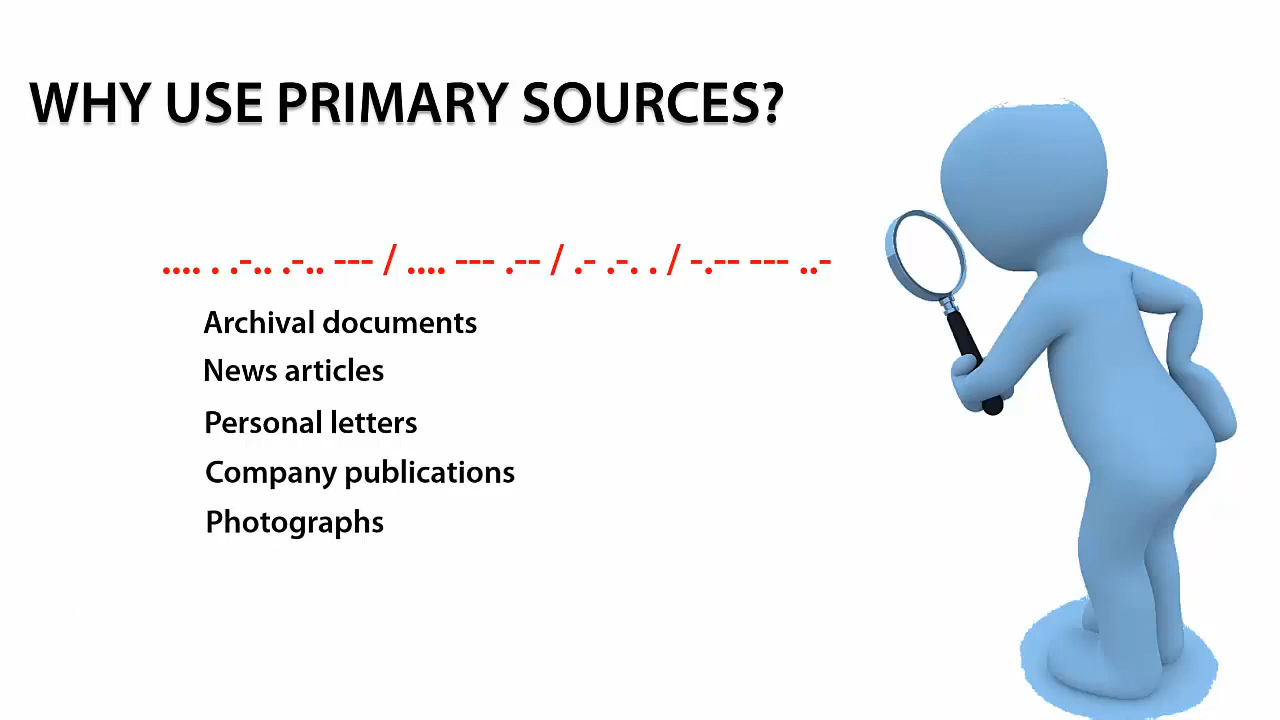 WHY USE PRIMARY SOURCES?
.... . .-.. .-.. --- / .... --- .-- / .- .-. . / -.-- --- ..-
Archival documents
News articles
Personal letters
Company publications
Photographs